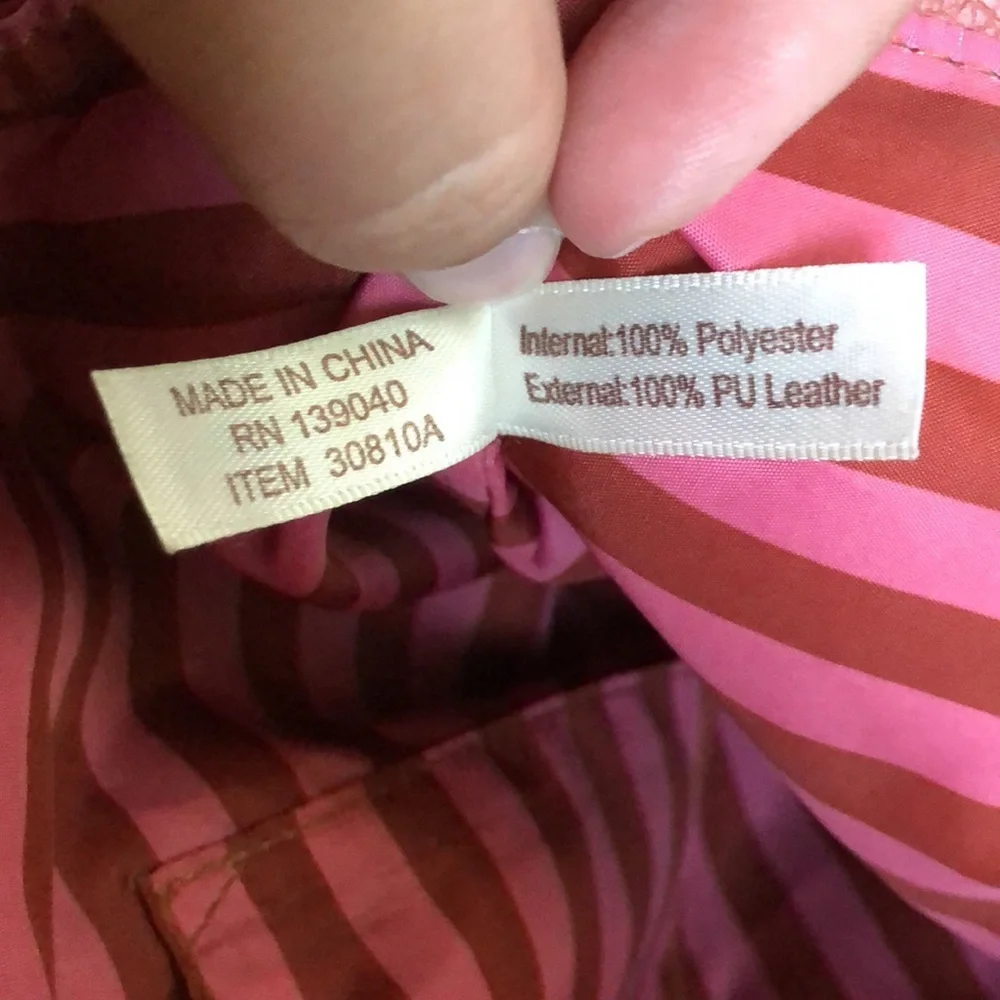 MADE IN CHINA
RN 139040
ITEM 30810A
Internal:100% Polyester
External:100% PU Leather